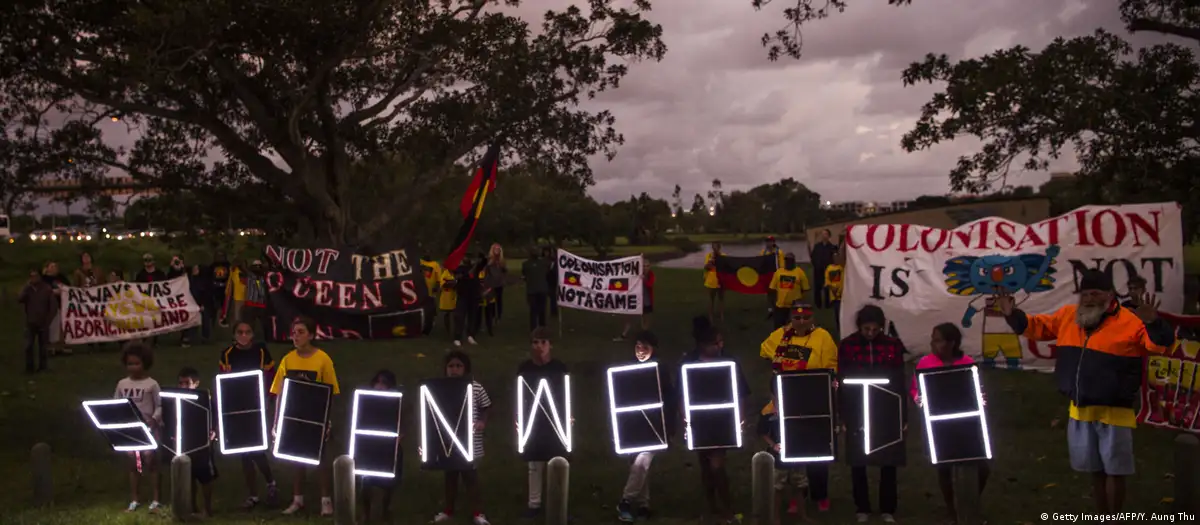 ALWAYS WAS
WILL BE
ABORIGINAL LAND
NOT THE
QUEEN'S
COLONISATION
IS
NOT A GAME
COLONISATION
IS NOT
A
STOLENWEALTH
© Getty Images/AFP/Y. Aung Thu